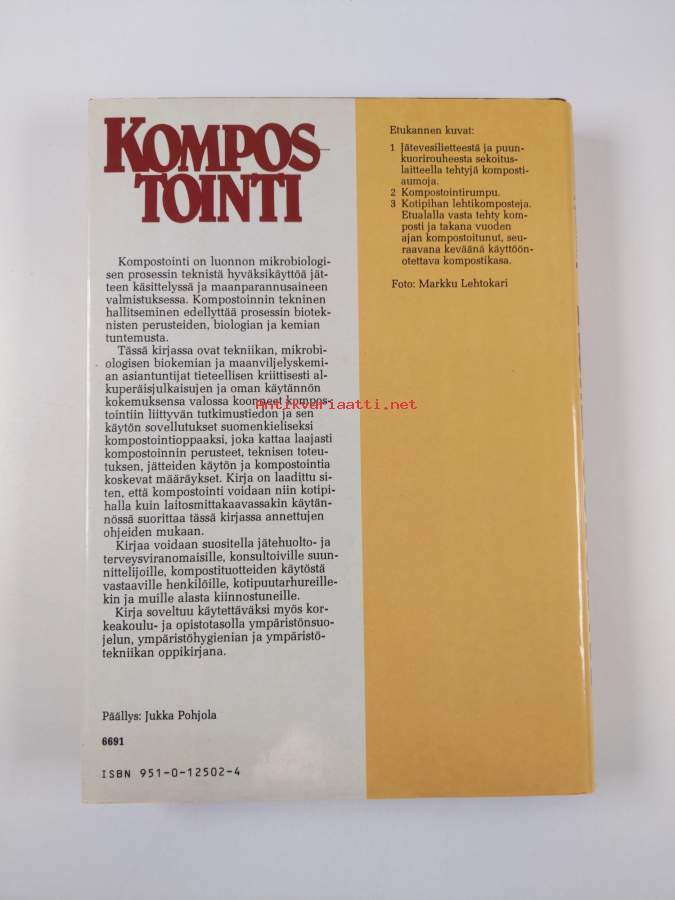 KOMPOS-
TOINTI
Kompostointi on luonnon mikrobiologi-
sen prosessin teknistä hyväksikäyttöä jät-
teen käsittelyssä ja maanparannusaineen
valmistuksessa. Kompostoinnin tekninen
hallitseminen edellyttää prosessin biotek-
nisten perusteiden, biologian ja kemian
tuntemusta.
Tässä kirjassa ovat tekniikan, mikrobi-
ologisen biokemian ja maanviljelyskemi-
an asiantuntijat tieteellisen kriittisesti al-
kuperäisjulkaisujen ja oman käytännön
kokemuksensa valossa koonneet kompos-
tointiin liittyvän tutkimustiedon ja sen
käytön sovellutukset suomenkieliseksi
kompostointioppaaksi, joka kattaa laajasti
kompostoinnin perusteet, teknisen toteu-
tuksen, jätteiden käytön ja kompostointia
koskevat määräykset. Kirja on laadittu si-
ten, että kompostointi voidaan niin kotipi-
halla kuin laitosmittakaavassakin käytän-
nössä suorittaa tässä kirjassa annettujen
ohjeiden mukaan.
Kirjaa voidaan suositella jätehuolto- ja
terveysviranomaisille, konsultoiville suun-
nittelijoille, kompostituotteiden käytöstä
vastaaville henkilöille, kotipuutarhureille-
kin ja muille alasta kiinnostuneille.
Kirja soveltuu käytettäväksi myös kor-
keakoulu- ja opistotasolla ympäristönsuo-
jelun, ympäristöhygienian ja ympäristö-
tekniikan oppikirjana.
Päällys: Jukka Pohjola
6691
ISBN 951-0-12502-4
Etukannen kuvat:
1 Jätevesilietteestä ja puun-
kuorirouheesta sekoitus-
laitteella tehtyjä komposti-
aumoja.
2 Kompostointirumpu.
3 Kotipihan lehtikomposteja.
Etualalla vasta tehty kom-
posti ja takana vuoden
ajan kompostoitunut, seu-
raavana keväänä käyttöön-
otettava kompostikasa.
Foto: Markku Lehtokari
Antikvariaatti.net